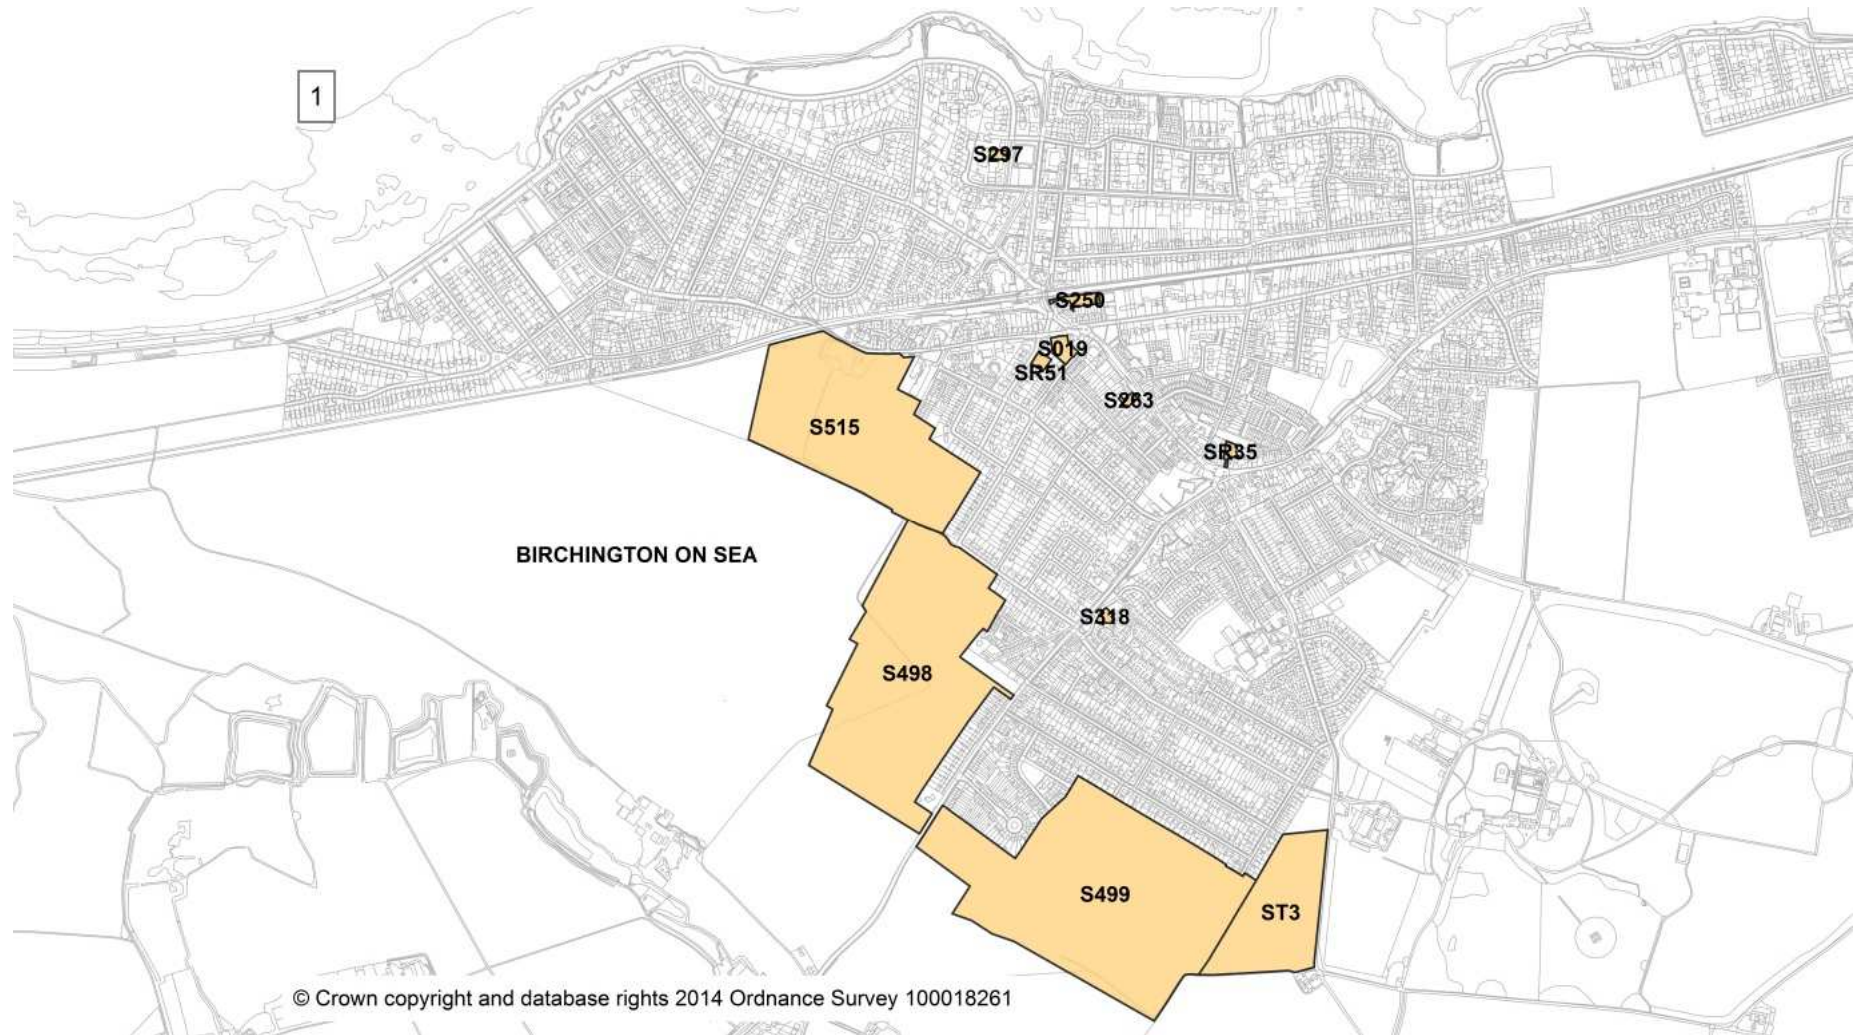 1
S297
S250
S019
SR51
S263
S515
SR35
BIRCHINGTON ON SEA
S318
S498
S499
ST3
© Crown copyright and database rights 2014 Ordnance Survey 100018261